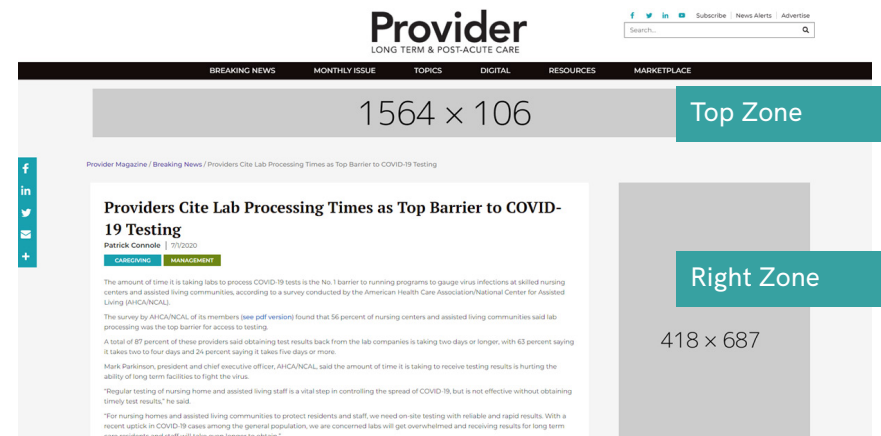 Provider
LONG TERM & POST-ACUTE CARE
Subscribe | News Alerts | Advertise
Search...
BREAKING NEWS MONTHLY ISSUE TOPICS DIGITAL RESOURCES MARKETPLACE
1564 × 106
Top Zone
Provider Magazine / Breaking News / Providers Cite Lab Processing Times as Top Barrier to COVID-19 Testing
Providers Cite Lab Processing Times as Top Barrier to COVID-
19 Testing
Patrick Connole | 7/1/2020
CAREGIVING MANAGEMENT
The amount of time it is taking labs to process COVID-19 tests is the No. 1 barrier to running programs to gauge virus infections at skilled nursing
centers and assisted living communities, according to a survey conducted by the American Health Care Association/National Center for Assisted
Living (AHCA/NCAL).
The survey by AHCA/NCAL of its members (see pdf version) found that 56 percent of nursing centers and assisted living communities said lab
processing was the top barrier for access to testing.
A total of 87 percent of these providers said obtaining test results back from the lab companies is taking two days or longer, with 63 percent saying
it takes two to four days and 24 percent saying it takes five days or more.
Mark Parkinson, president and chief executive officer, AHCA/NCAL, said the amount of time it is taking to receive testing results is hurting the
ability of long term facilities to fight the virus.
"Regular testing of nursing home and assisted living staff is a vital step in controlling the spread of COVID-19, but is not effective without obtaining
timely test results," he said.
"For nursing homes and assisted living communities to protect residents and staff, we need on-site testing with reliable and rapid results. With a
recent uptick in COVID-19 cases among the general population, we are concerned labs will get overwhelmed and receiving results for long term
care residents and staff will take even longer to obtain."
Right Zone
418 × 687